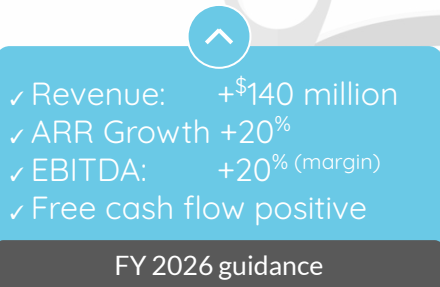 ✓ Revenue: +$140 million
✓ ARR Growth +20%
✓ EBITDA: +20% (margin)
✓ Free cash flow positive
FY 2026 guidance